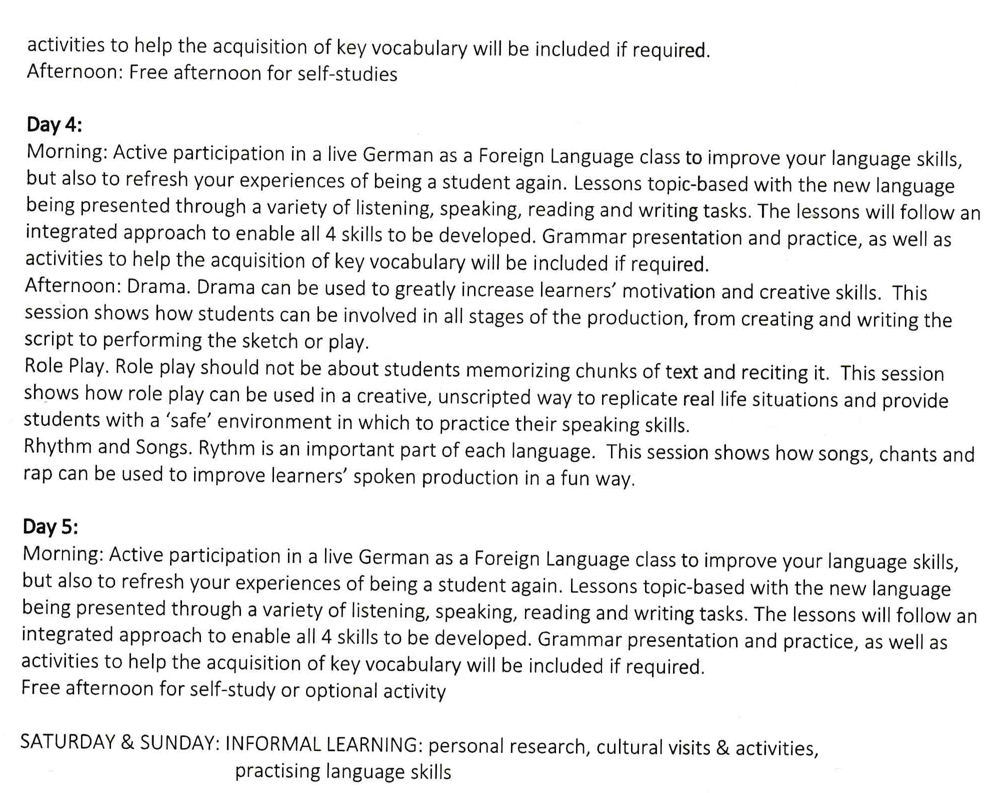 activities to help the acquisition of key vocabulary will be included if required.
Afternoon: Free afternoon for self-studies
Day 4:
Morning: Active participation in a live German as a Foreign Language class to improve your language skills,
but also to refresh your experiences of being a student again. Lessons topic-based with the new language
being presented through a variety of listening, speaking, reading and writing tasks. The lessons will follow an
integrated approach to enable all 4 skills to be developed. Grammar presentation and practice, as well as
activities to help the acquisition of key vocabulary will be included if required.
Afternoon: Drama. Drama can be used to greatly increase learners’ motivation and creative skills.  This
session shows how students can be involved in all stages of the production, from creating and writing the
script to performing the sketch or play.
Role Play. Role play should not be about students memorizing chunks of text and reciting it.  This session
shows how role play can be used in a creative, unscripted way to replicate real life situations and provide
students with a ‘safe’ environment in which to practice their speaking skills.
Rhythm and Songs. Rythm is an important part of each language.  This session shows how songs, chants and
rap can be used to improve learners’ spoken production in a fun way.
Day 5:
Morning: Active participation in a live German as a Foreign Language class to improve your language skills,
but also to refresh your experiences of being a student again. Lessons topic-based with the new language
being presented through a variety of listening, speaking, reading and writing tasks. The lessons will follow an
integrated approach to enable all 4 skills to be developed. Grammar presentation and practice, as well as
activities to help the acquisition of key vocabulary will be included if required.
Free afternoon for self-study or optional activity
SATURDAY & SUNDAY: INFORMAL LEARNING: personal research, cultural visits & activities,
practising language skills